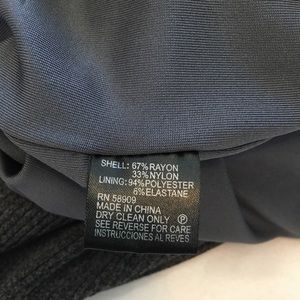 SHELL: 67%RAYON
33%NYLON
LINING: 94%POLYESTER
6%ELASTANE
RN 58909
MADE IN CHINA
DRY CLEAN ONLY Ⓟ
SEE REVERSE FOR CARE
INSTRUCCIONES AL REVES